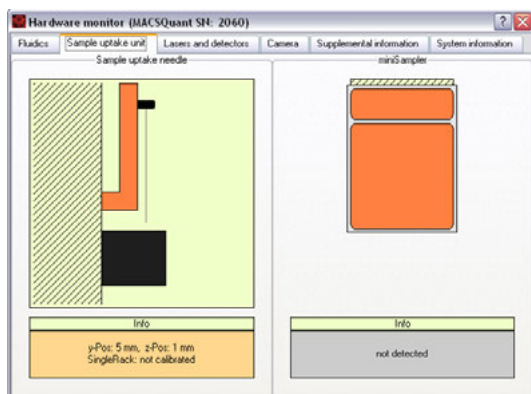 Hardware monitor (MACSQuant SN: 2060)
Fluidics Sample uptake unit Lasers and detectors Camera Supplemental information System information
Sample uptake needle
miniSampler
Info
y-Pos: 5 mm, z-Pos: 1 mm
SingleRack: not calibrated
Info
not detected